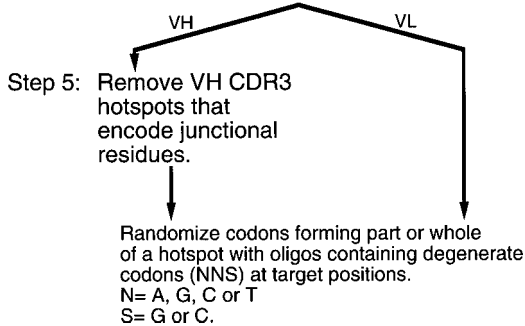 VH
VL
Step 5: Remove VH CDR3
hotspots that
encode junctional
residues.
Randomize codons forming part or whole
of a hotspot with oligos containing degenerate
codons (NNS) at target positions.
N= A, G, C or T
S= G or C.